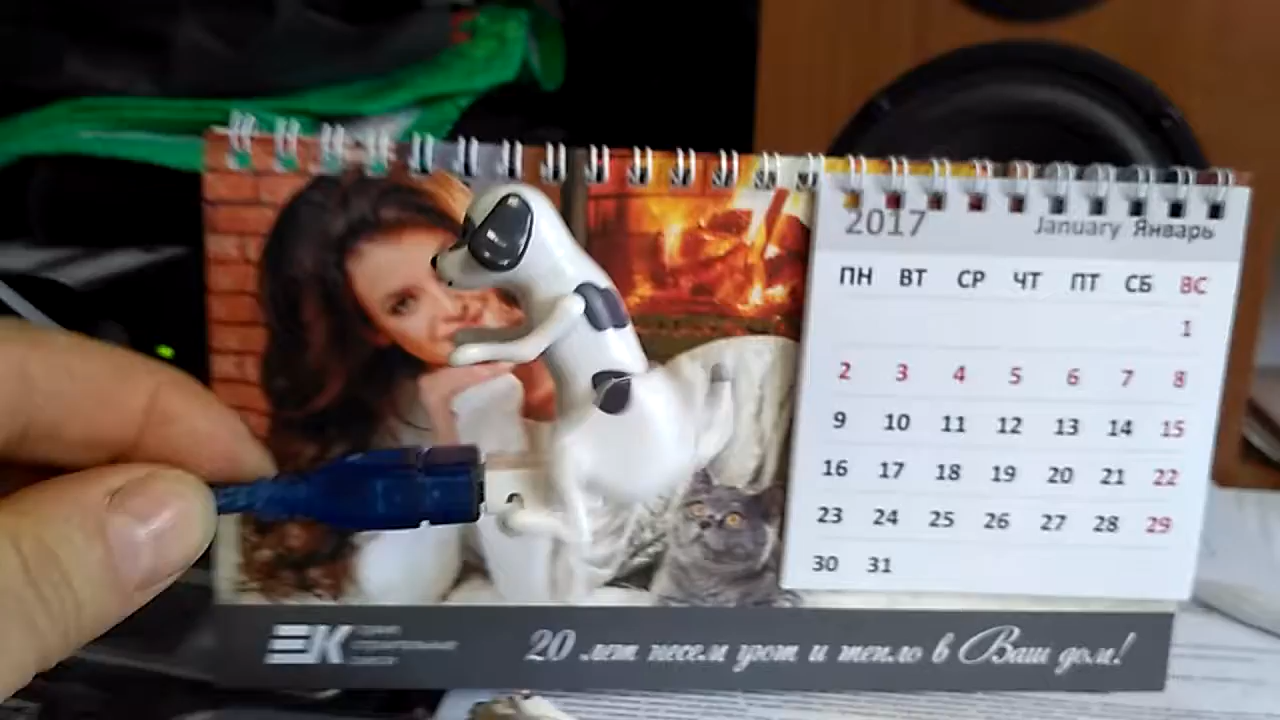 2017 January Январь
ПН ВТ СР ЧТ ПТ СБ ВС
1
2 3 4 5 6 7 8
9 10 11 12 13 14 15
16 17 18 19 20 21 22
23 24 25 26 27 28 29
30 31
ЕК
20 лет несем уют и тепло в Ваш дом!